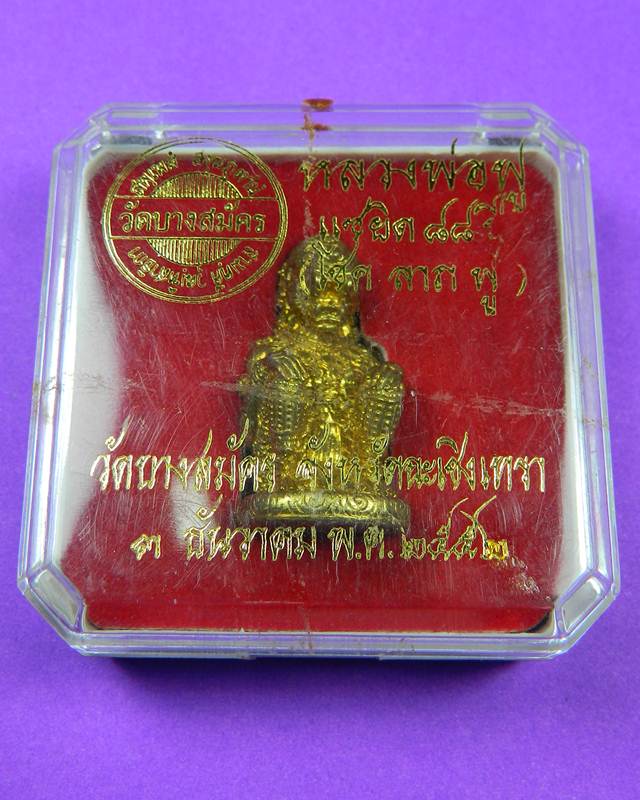 วัดบางสมัคร
หลวงพ่อฟู
แซยิด ๘๘ ปี
(โชค ลาภ ฟู)
วัดบางสมัคร จังหวัดฉะเชิงเทรา
๓ ธันวาคม พ.ศ. ๒๕๕๒